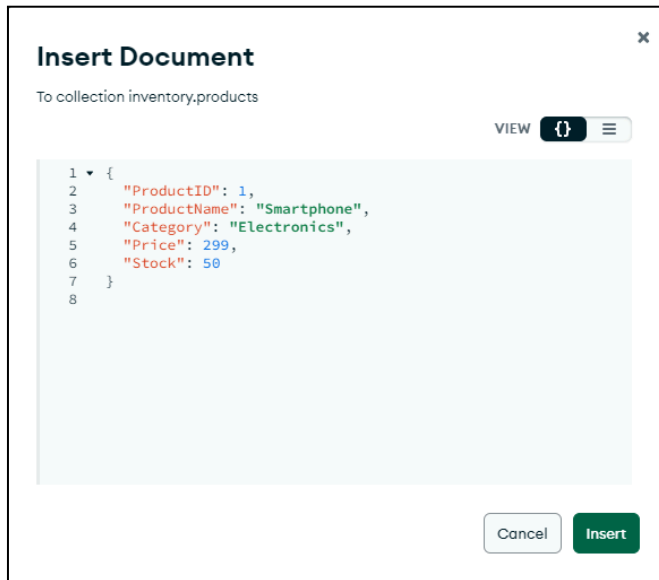 Insert Document
To collection inventory.products
VIEW {}
1 {
2 "ProductID": 1,
3 "ProductName": "Smartphone",
4 "Category": "Electronics",
5 "Price": 299,
6 "Stock": 50
7 }
8
Cancel Insert